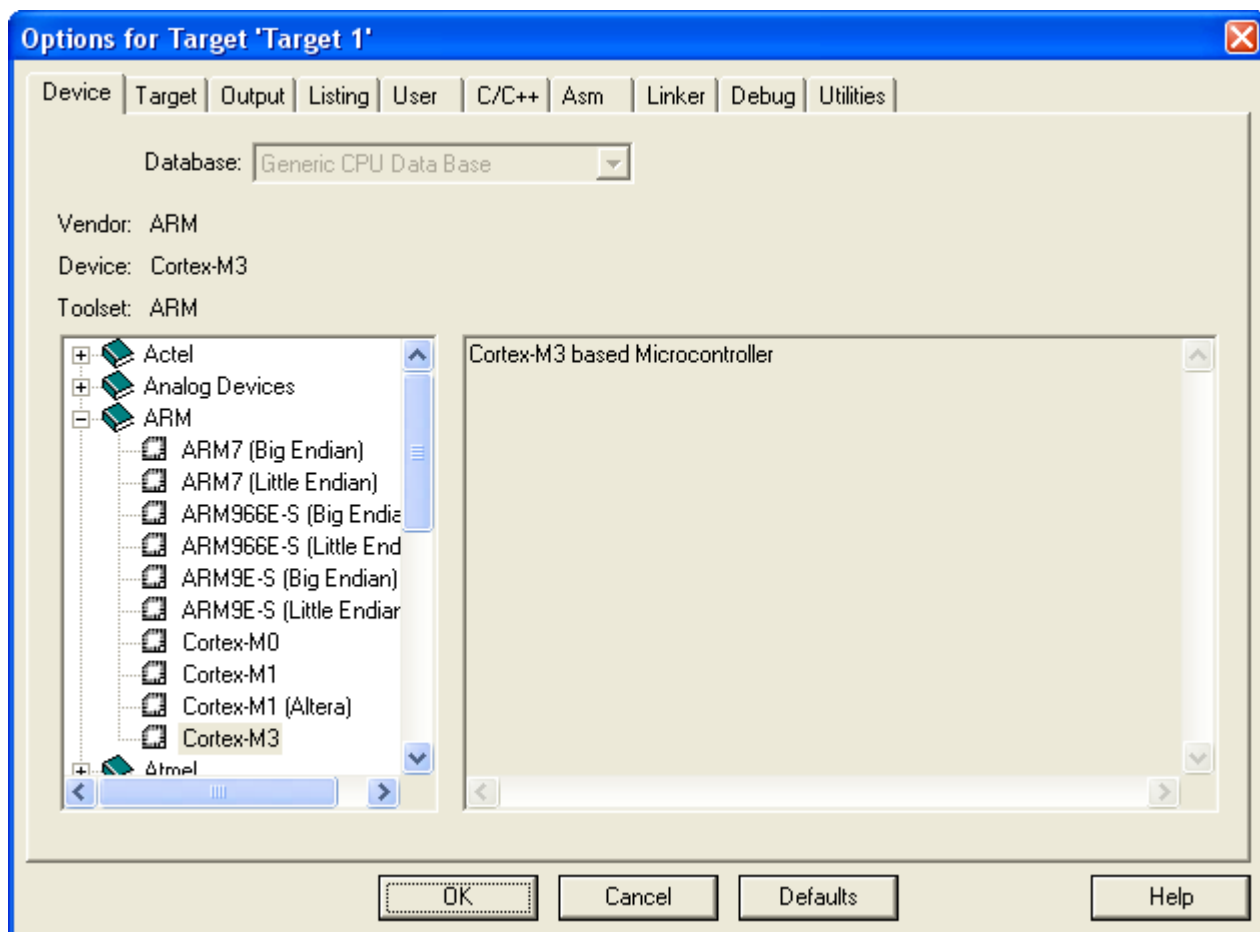 Options for Target 'Target 1'
Device Target Output Listing User C/C++ Asm Linker Debug Utilities
Database: Generic CPU Data Base
Vendor: ARM
Device: Cortex-M3
Toolset: ARM
Actel
Analog Devices
ARM
ARM7 (Big Endian)
ARM7 (Little Endian)
ARM966E-S (Big Endia
ARM966E-S (Little End
ARM9E-S (Big Endian)
ARM9E-S (Little Endian
Cortex-M0
Cortex-M1
Cortex-M1 (Altera)
Cortex-M3
Atmel
Cortex-M3 based Microcontroller
OK Cancel Defaults Help